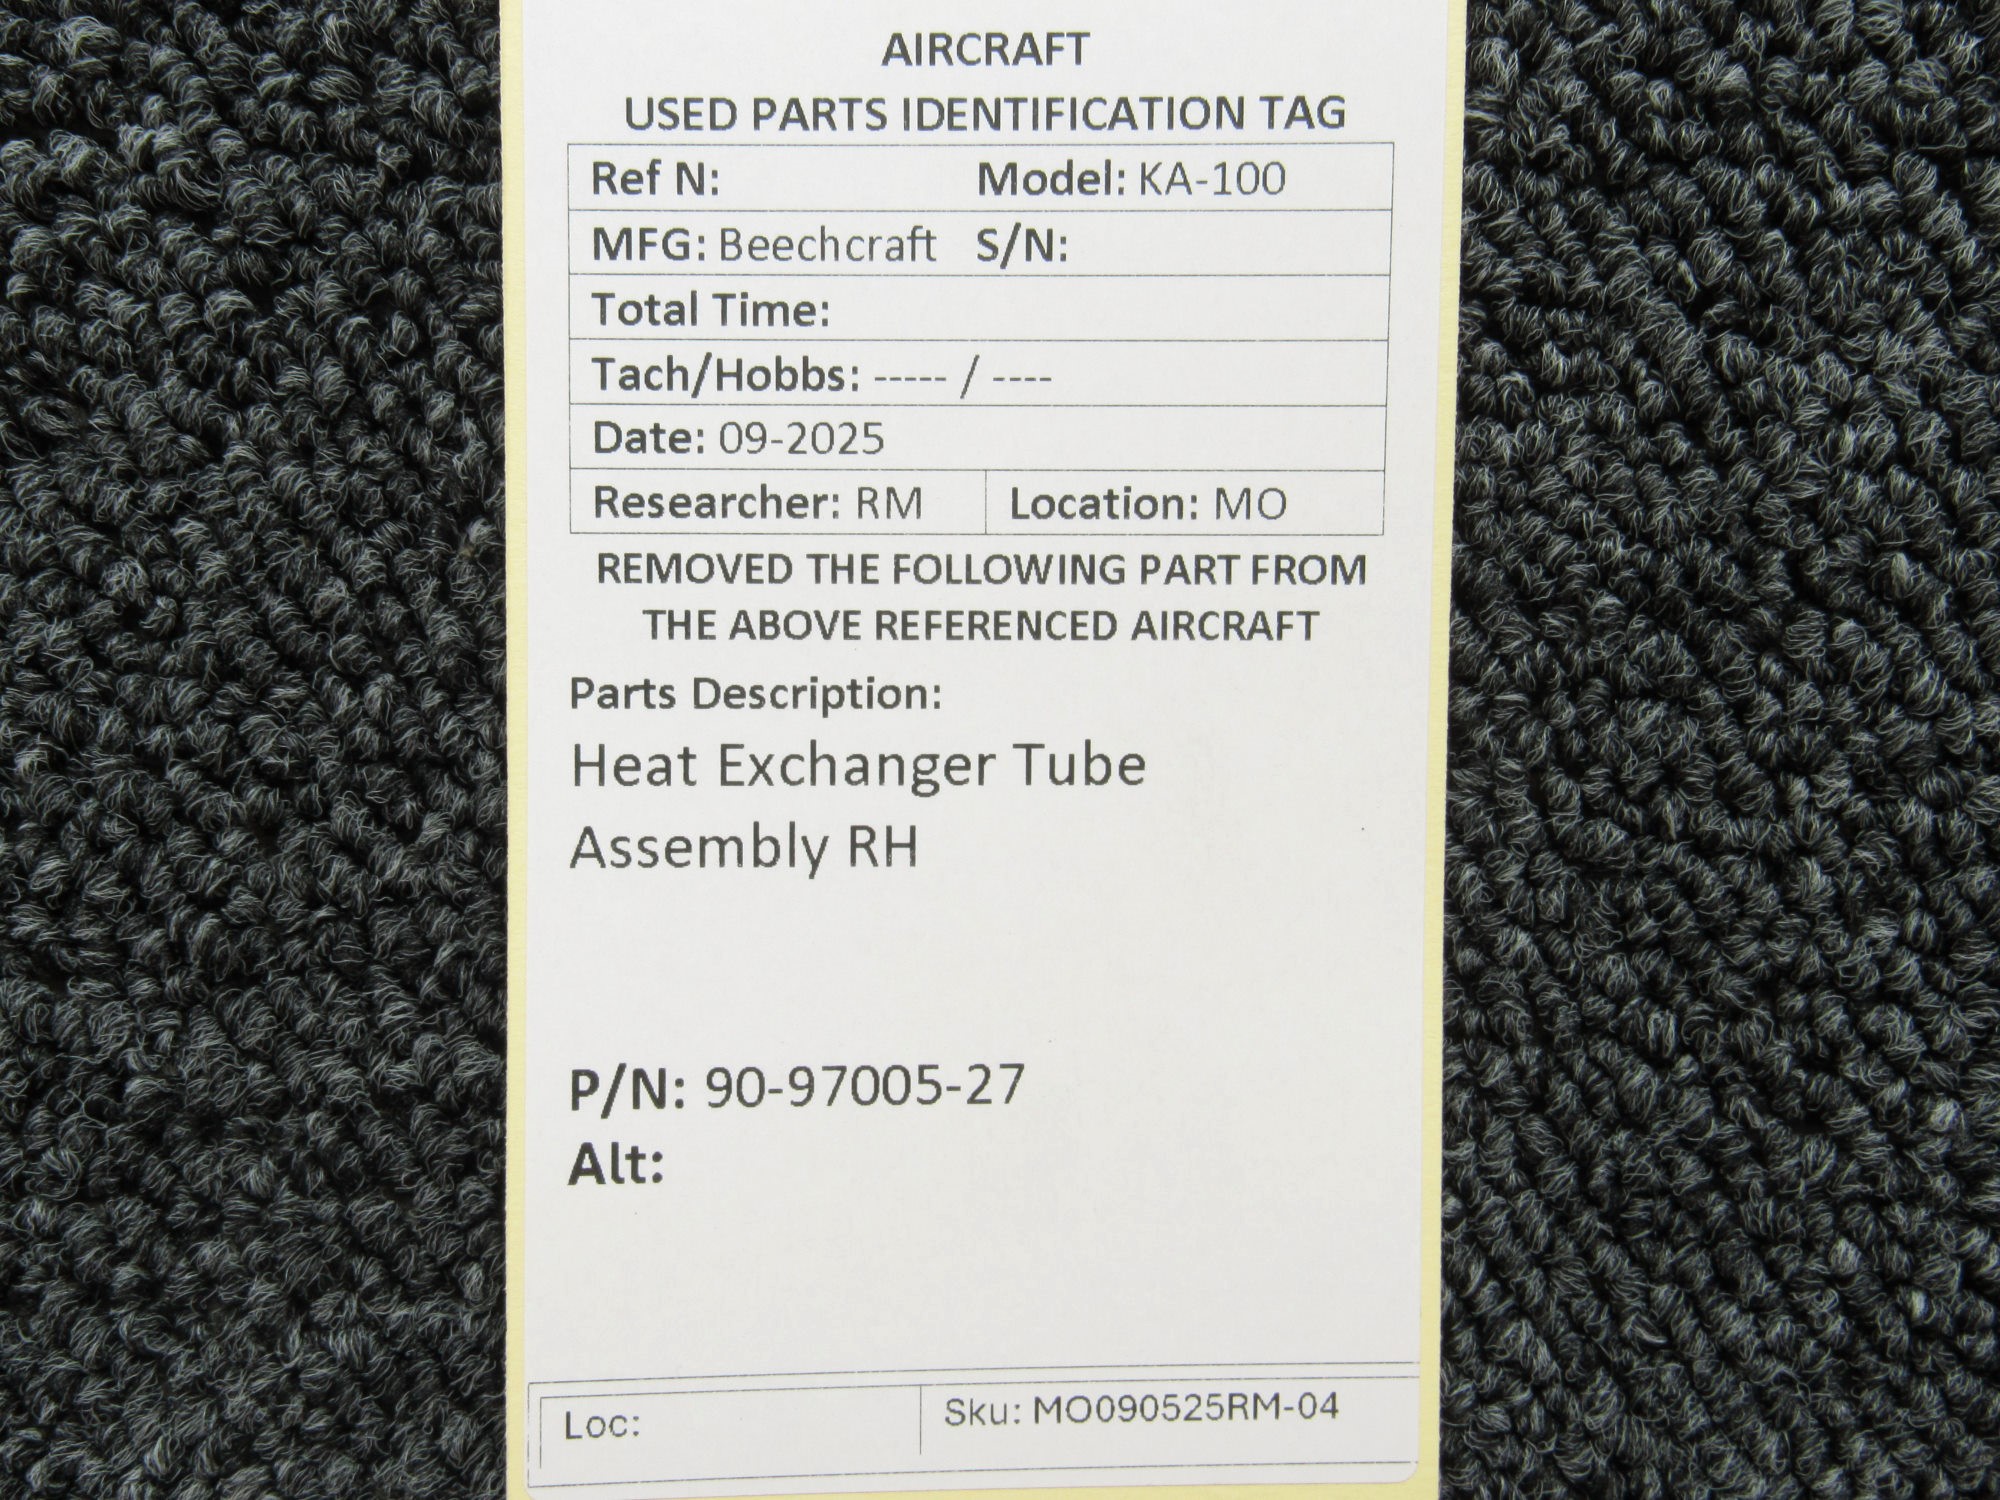 AIRCRAFT
USED PARTS IDENTIFICATION TAG
Ref N: Model: KA-100
MFG: Beechcraft S/N:
Total Time:
Tach/Hobbs: ----- / ----
Date: 09-2025
Researcher: RM Location: MO
REMOVED THE FOLLOWING PART FROM
THE ABOVE REFERENCED AIRCRAFT
Parts Description:
Heat Exchanger Tube
Assembly RH
P/N: 90-97005-27
Alt:
Loc: Sku: MO090525RM-04